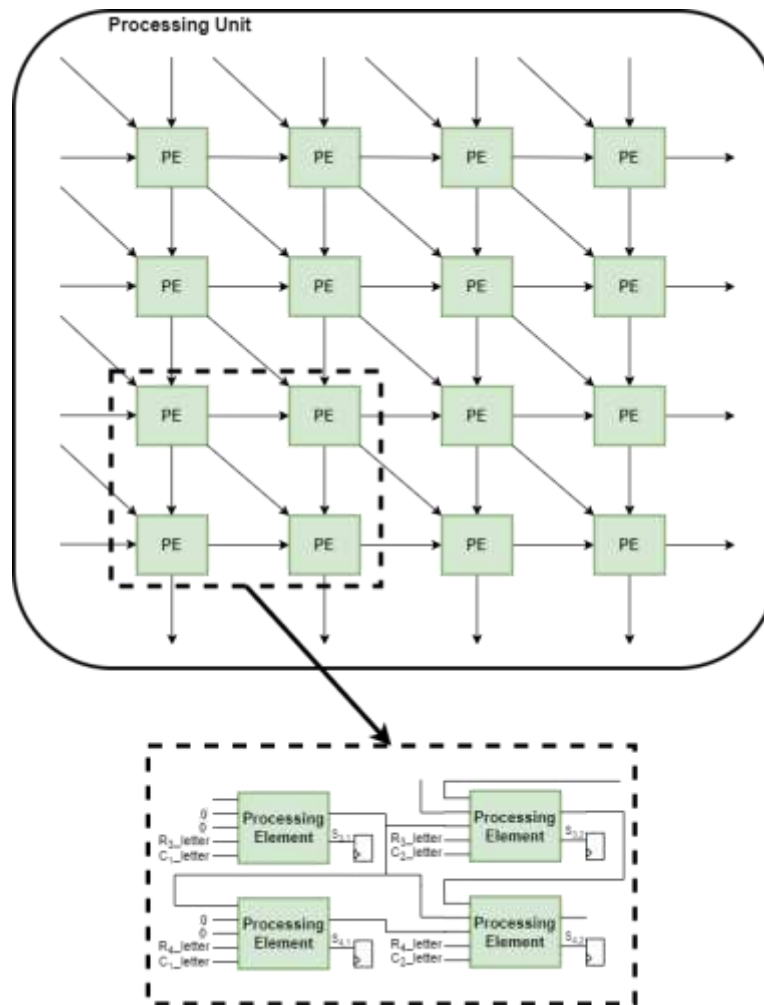 Processing Unit
PE PE PE PE
PE PE PE PE
PE PE PE PE
PE PE PE PE
0
0
R3_letter
C1_letter
Processing
Element
S3,1
R3_letter
C2_letter
Processing
Element
S3,2
0
0
R4_letter
C1_letter
Processing
Element
S4,1
R4_letter
C2_letter
Processing
Element
S4,2